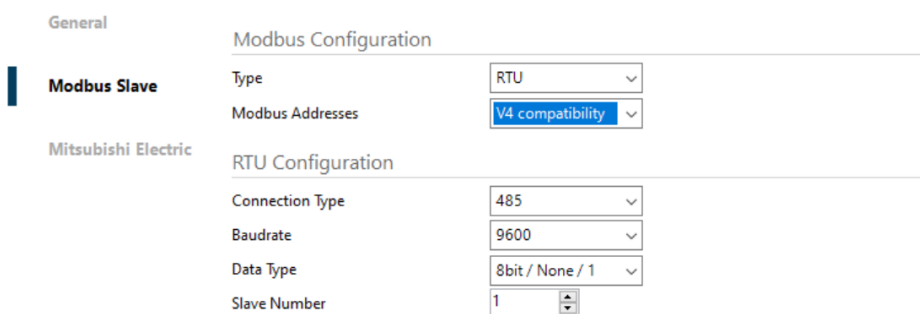 General
Modbus Configuration
Type RTU
Modbus Slave
Modbus Addresses V4 compatibility
Mitsubishi Electric
RTU Configuration
Connection Type 485
Baudrate 9600
Data Type 8bit / None / 1
Slave Number 1